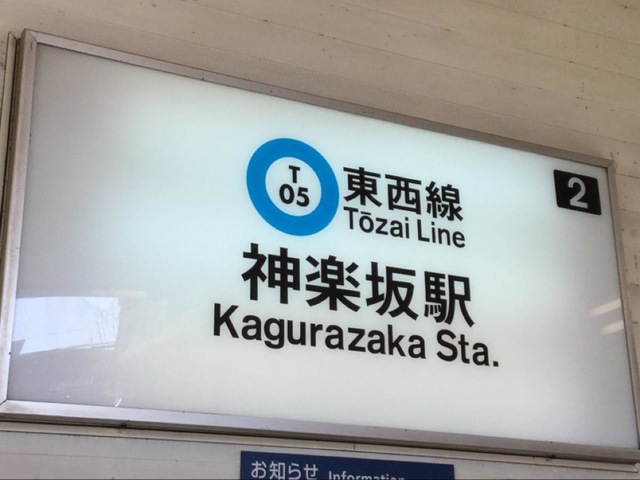 T
05
東西線
Tōzai Line
2
神楽坂駅
Kagurazaka Sta.
お知らせ Information